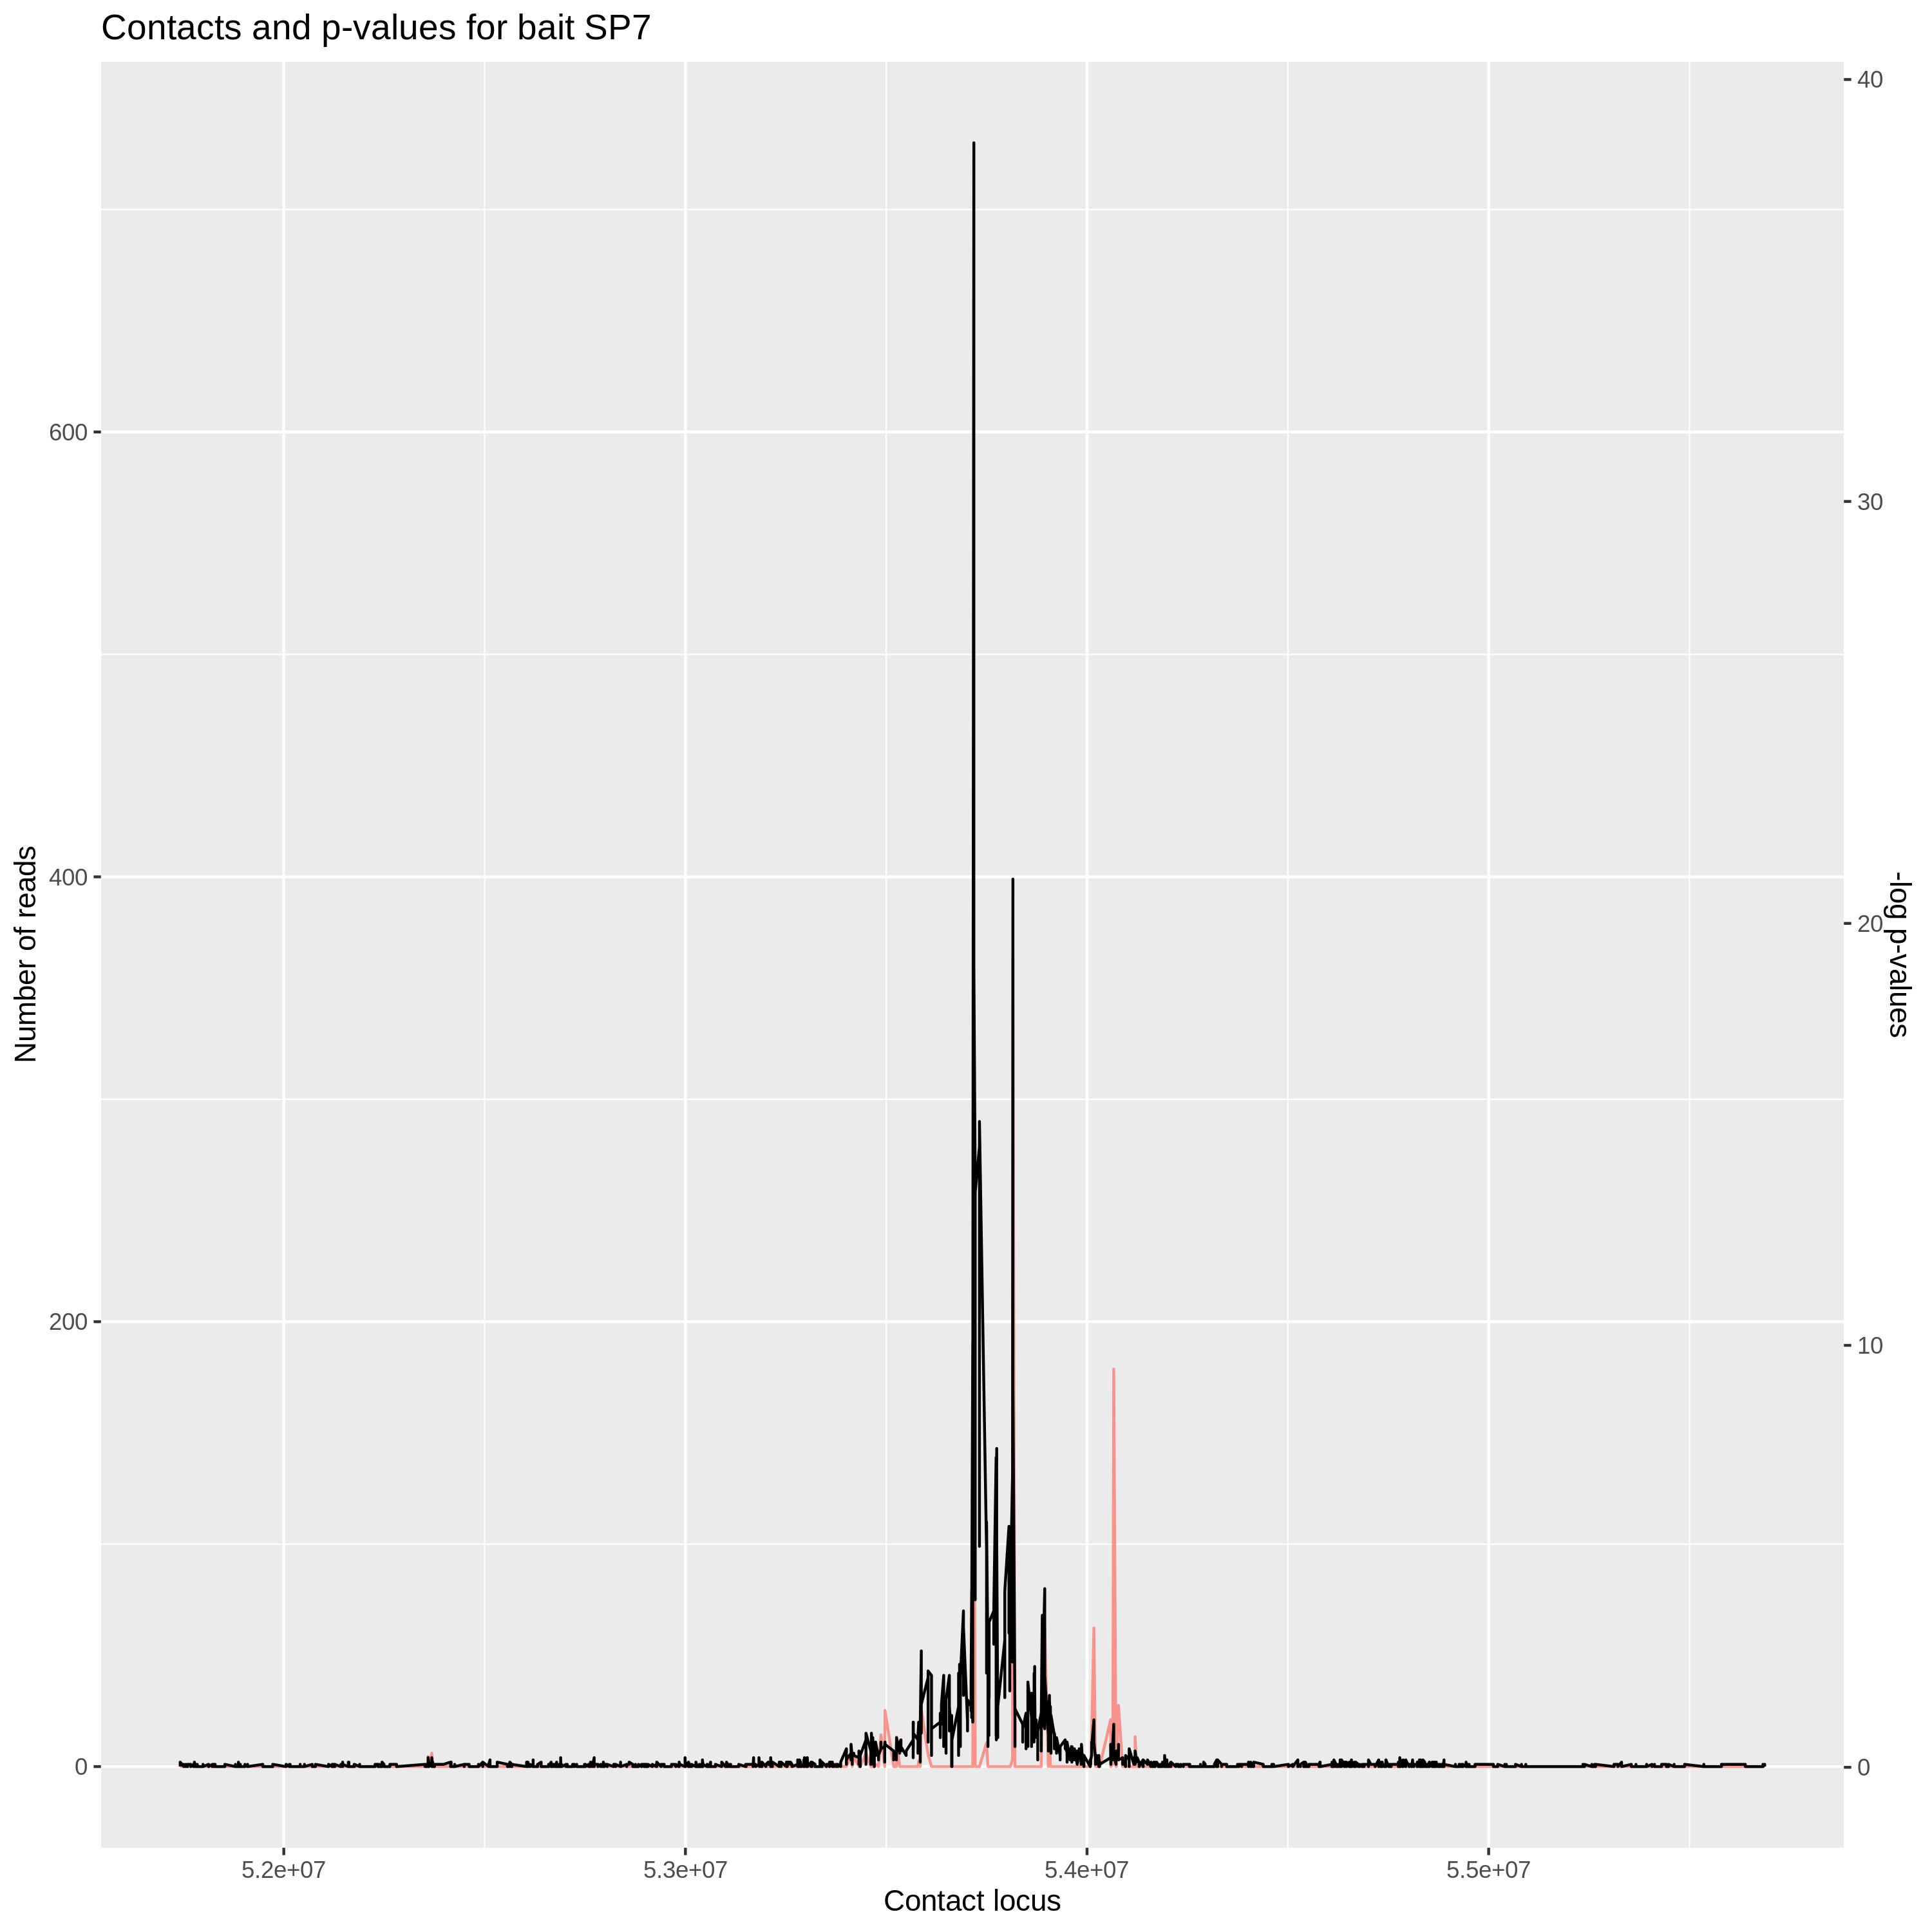 Contacts and p-values for bait SP7
Number of reads
600
400
200
0
40
30
20
10
0
-log p-values
5.2e+07 5.3e+07 5.4e+07 5.5e+07
Contact locus